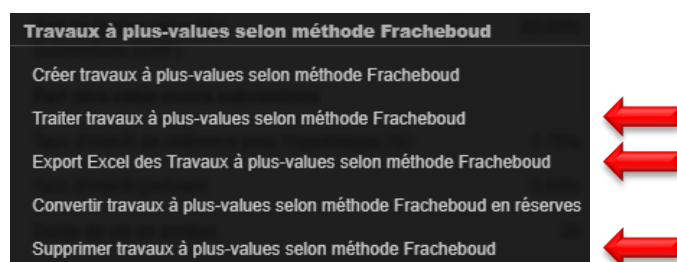 Travaux à plus-values selon méthode Fracheboud
Créer travaux à plus-values selon méthode Fracheboud
Traiter travaux à plus-values selon méthode Fracheboud
Export Excel des Travaux à plus-values selon méthode Fracheboud
Convertir travaux à plus-values selon méthode Fracheboud en réserves
Supprimer travaux à plus-values selon méthode Fracheboud